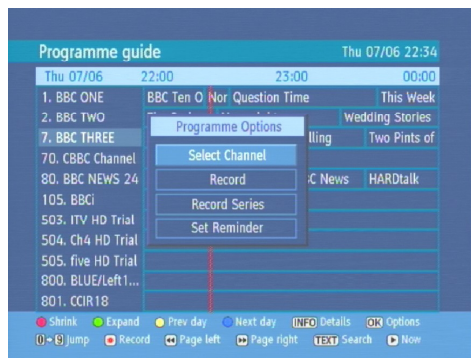 Programme guide Thu 07/06 22:34
Thu 07/06 22:00 23:00 00:00
1. BBC ONE BBC Ten O Nor Question Time This Week
2. BBC TWO Wedding Stories
Programme Options
7. BBC THREE lling Two Pints of
Select Channel
70. CBBC Channel
80. BBC NEWS 24 Record C News HARDtalk
105. BBCi
Record Series
503. ITV HD Trial
Set Reminder
504. Ch4 HD Trial
505. five HD Trial
800. BLUE/Left1...
801. CCIR18
Shrink Expand Prev day Next day INFO Details OK Options
0-9 Jump Record Page left Page right TEXT Search Now